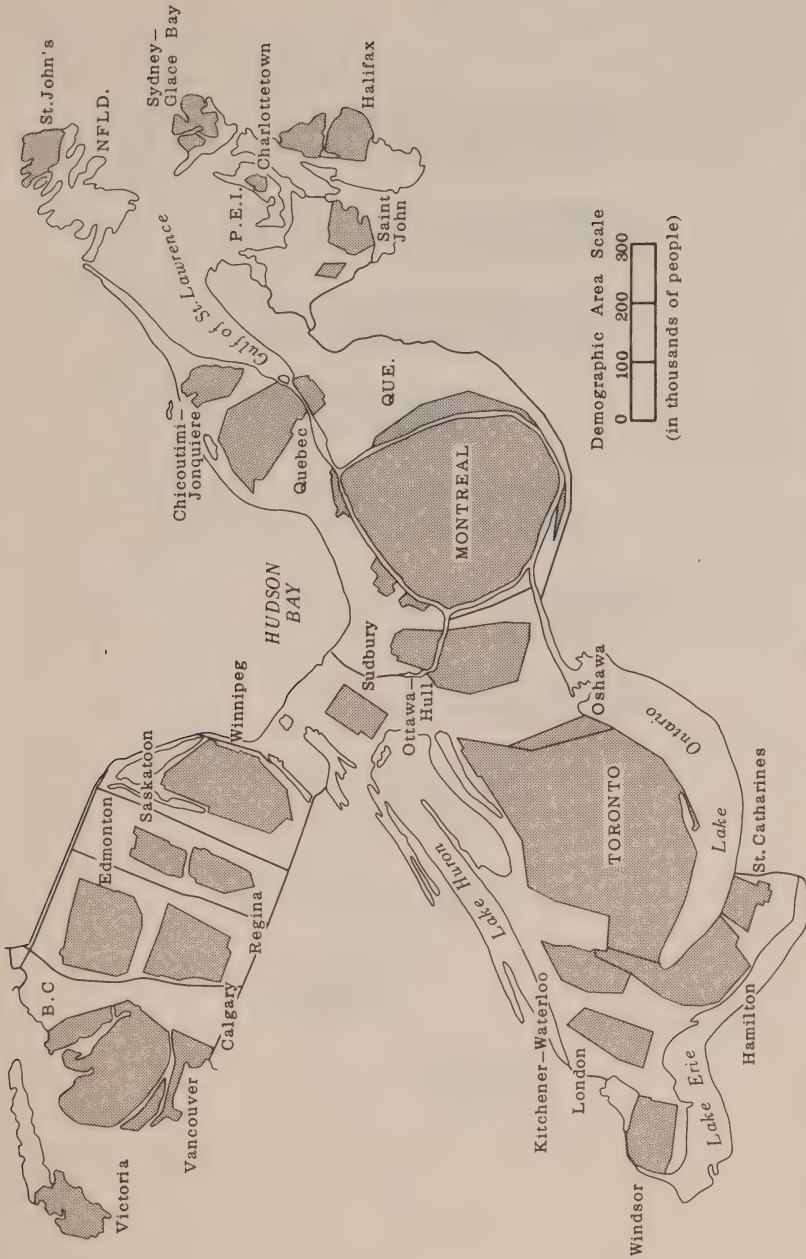 St. John's
NFLD.
Sydney—
Glace Bay
Charlottetown
P.E.I.
Halifax
Saint
John
Gulf of St. Lawrence
Chicoutimi—
Jonquiere
Quebec
QUE.
MONTREAL
HUDSON
BAY
Sudbury
Ottawa—
Hull
Oshawa
Winnipeg
Saskatoon
Edmonton
Regina
Calgary
B.C
Vancouver
Victoria
Lake Huron
TORONTO
Lake Ontario
St. Catharines
Hamilton
Kitchener—Waterloo
London
Lake Erie
Windsor
Demographic Area Scale
0 100 200 300
(in thousands of people)